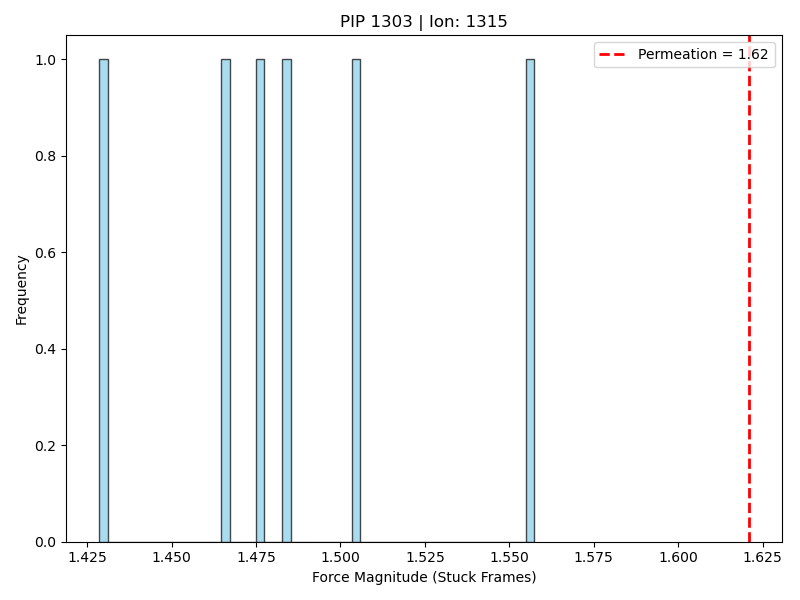 PIP 1303 | Ion: 1315
Permeation = 1.62
Frequency
1.0
0.8
0.6
0.4
0.2
0.0
1.425 1.450 1.475 1.500 1.525 1.550 1.575 1.600 1.625
Force Magnitude (Stuck Frames)